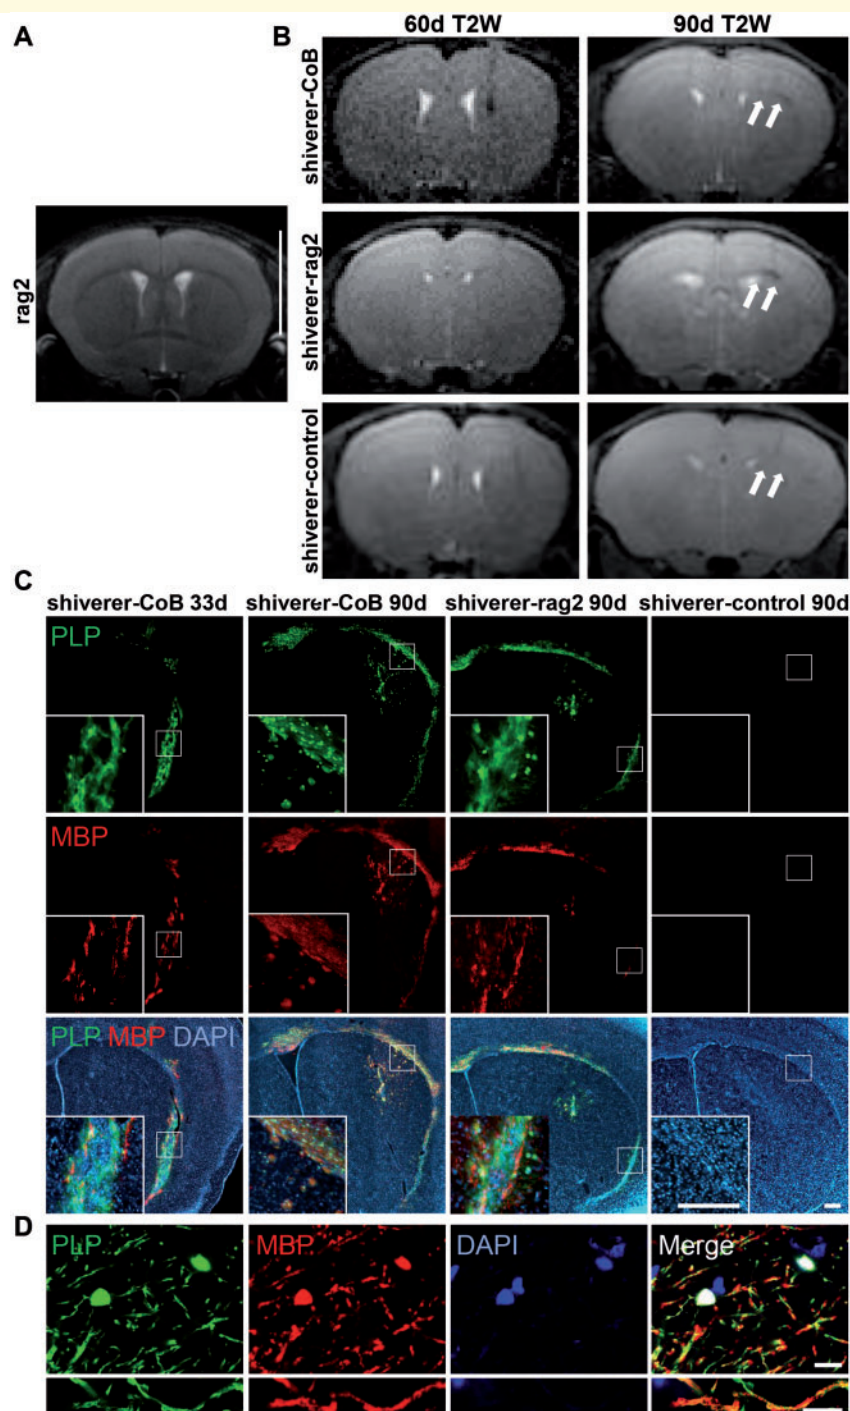 A
B
60d T2W
90d T2W
shiverer-CoB
rag2
shiverer-rag2
shiverer-control
C
shiverer-CoB 33d
shiverer-CoB 90d
shiverer-rag2 90d
shiverer-control 90d
PLP
MBP
PLP MBP DAPI
D
PLP
MBP
DAPI
Merge